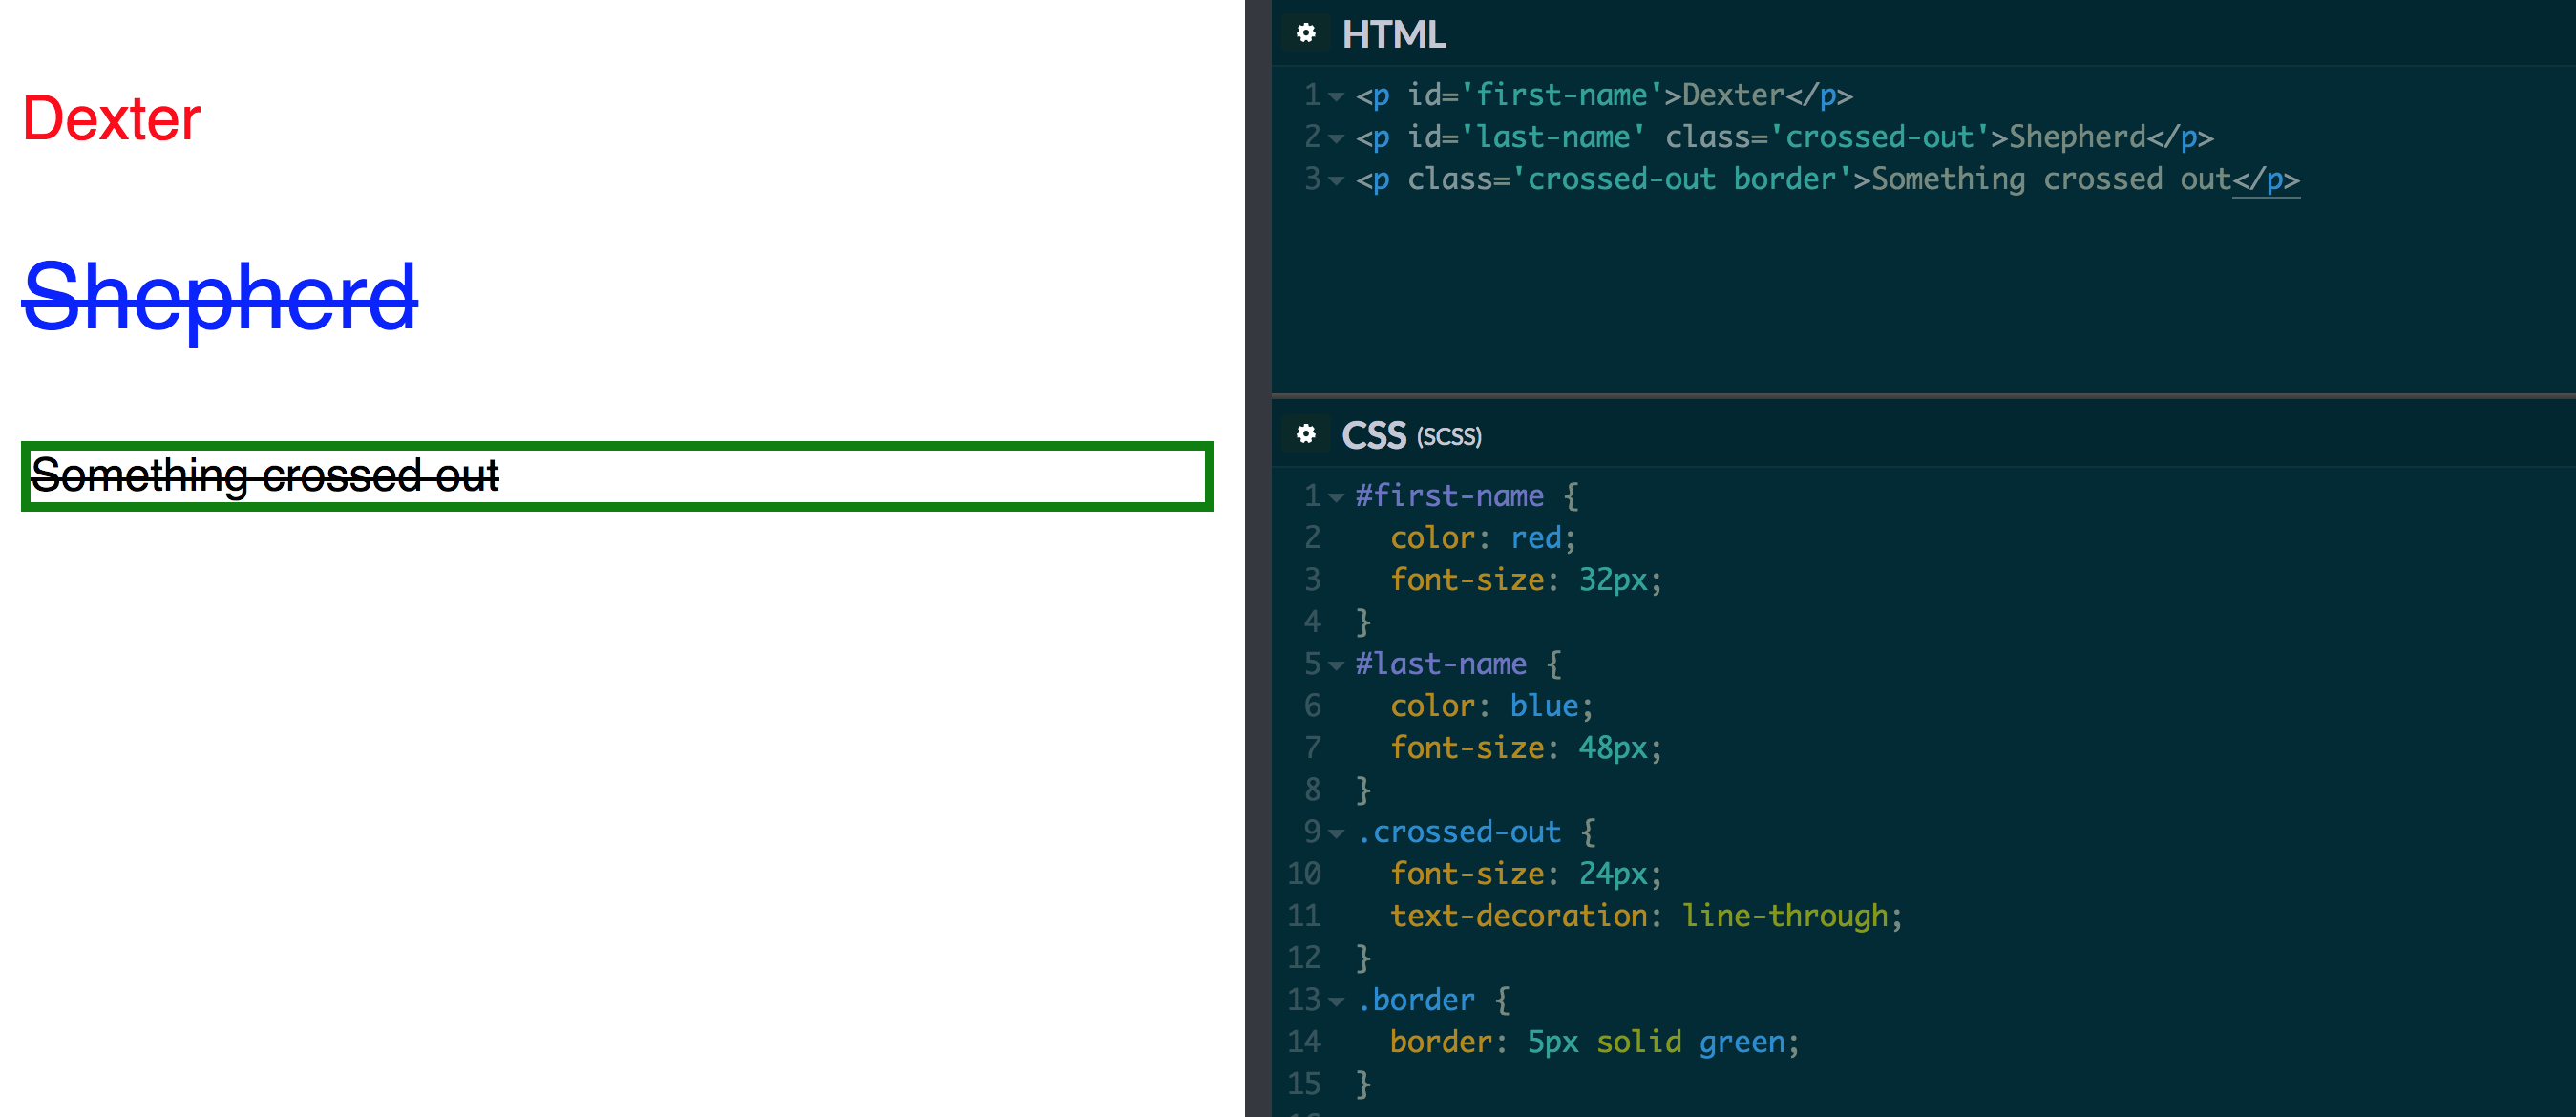 Dexter
Shepherd
Something crossed out
HTML
1 <p id='first-name'>Dexter</p>
2 <p id='last-name' class='crossed-out'>Shepherd</p>
3 <p class='crossed-out border'>Something crossed out</p>
CSS (SCSS)
1 #first-name {
2 color: red;
3 font-size: 32px;
4 }
5 #last-name {
6 color: blue;
7 font-size: 48px;
8 }
9 .crossed-out {
10 font-size: 24px;
11 text-decoration: line-through;
12 }
13 .border {
14 border: 5px solid green;
15 }